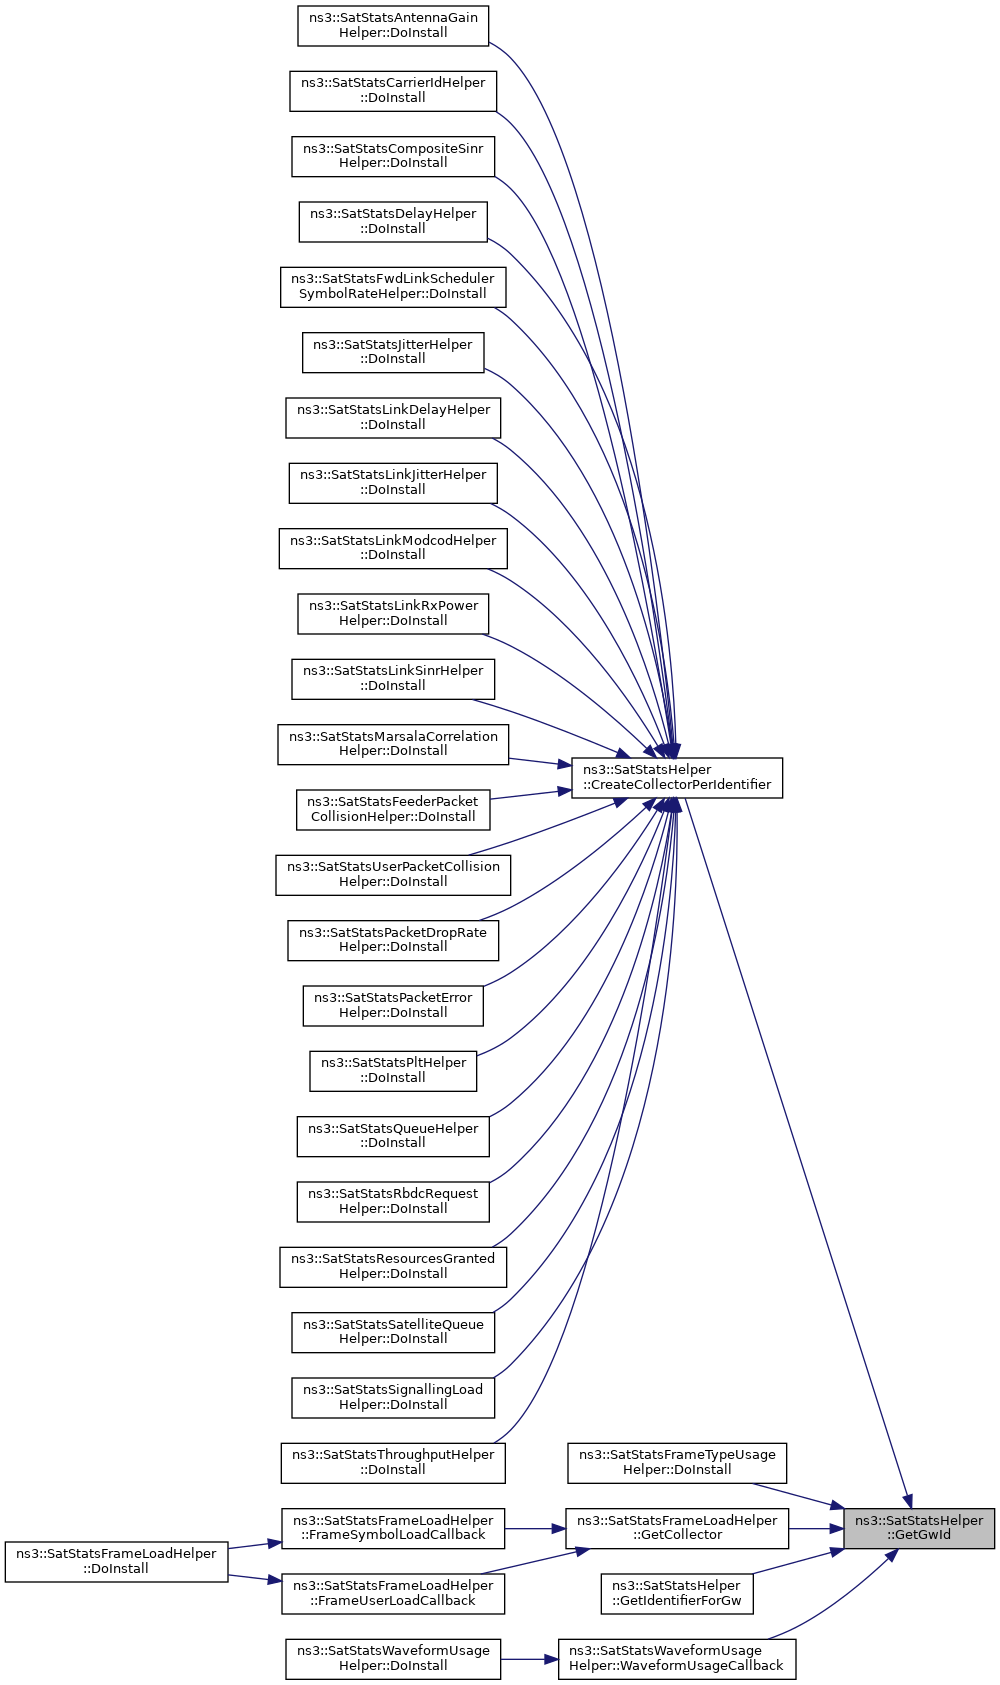 ns3::SatStatsAntennaGain
Helper::DoInstall
ns3::SatStatsCarrierIdHelper
::DoInstall
ns3::SatStatsCompositeSinr
Helper::DoInstall
ns3::SatStatsDelayHelper
::DoInstall
ns3::SatStatsFwdLinkScheduler
SymbolRateHelper::DoInstall
ns3::SatStatsJitterHelper
::DoInstall
ns3::SatStatsLinkDelayHelper
::DoInstall
ns3::SatStatsLinkJitterHelper
::DoInstall
ns3::SatStatsLinkModcodHelper
::DoInstall
ns3::SatStatsLinkRxPower
Helper::DoInstall
ns3::SatStatsLinkSinrHelper
::DoInstall
ns3::SatStatsMarsalaCorrelation
Helper::DoInstall
ns3::SatStatsHelper
::CreateCollectorPerIdentifier
ns3::SatStatsFeederPacket
CollisionHelper::DoInstall
ns3::SatStatsUserPacketCollision
Helper::DoInstall
ns3::SatStatsPacketDropRate
Helper::DoInstall
ns3::SatStatsPacketError
Helper::DoInstall
ns3::SatStatsPltHelper
::DoInstall
ns3::SatStatsQueueHelper
::DoInstall
ns3::SatStatsRbdcRequest
Helper::DoInstall
ns3::SatStatsResourcesGranted
Helper::DoInstall
ns3::SatStatsSatelliteQueue
Helper::DoInstall
ns3::SatStatsSignallingLoad
Helper::DoInstall
ns3::SatStatsThroughputHelper
::DoInstall
ns3::SatStatsFrameTypeUsage
Helper::DoInstall
ns3::SatStatsFrameLoadHelper
::FrameSymbolLoadCallback
ns3::SatStatsFrameLoadHelper
::GetCollector
ns3::SatStatsHelper
::GetGwId
ns3::SatStatsFrameLoadHelper
::DoInstall
ns3::SatStatsFrameLoadHelper
::FrameUserLoadCallback
ns3::SatStatsHelper
::GetIdentifierForGw
ns3::SatStatsWaveformUsage
Helper::DoInstall
ns3::SatStatsWaveformUsage
Helper::WaveformUsageCallback